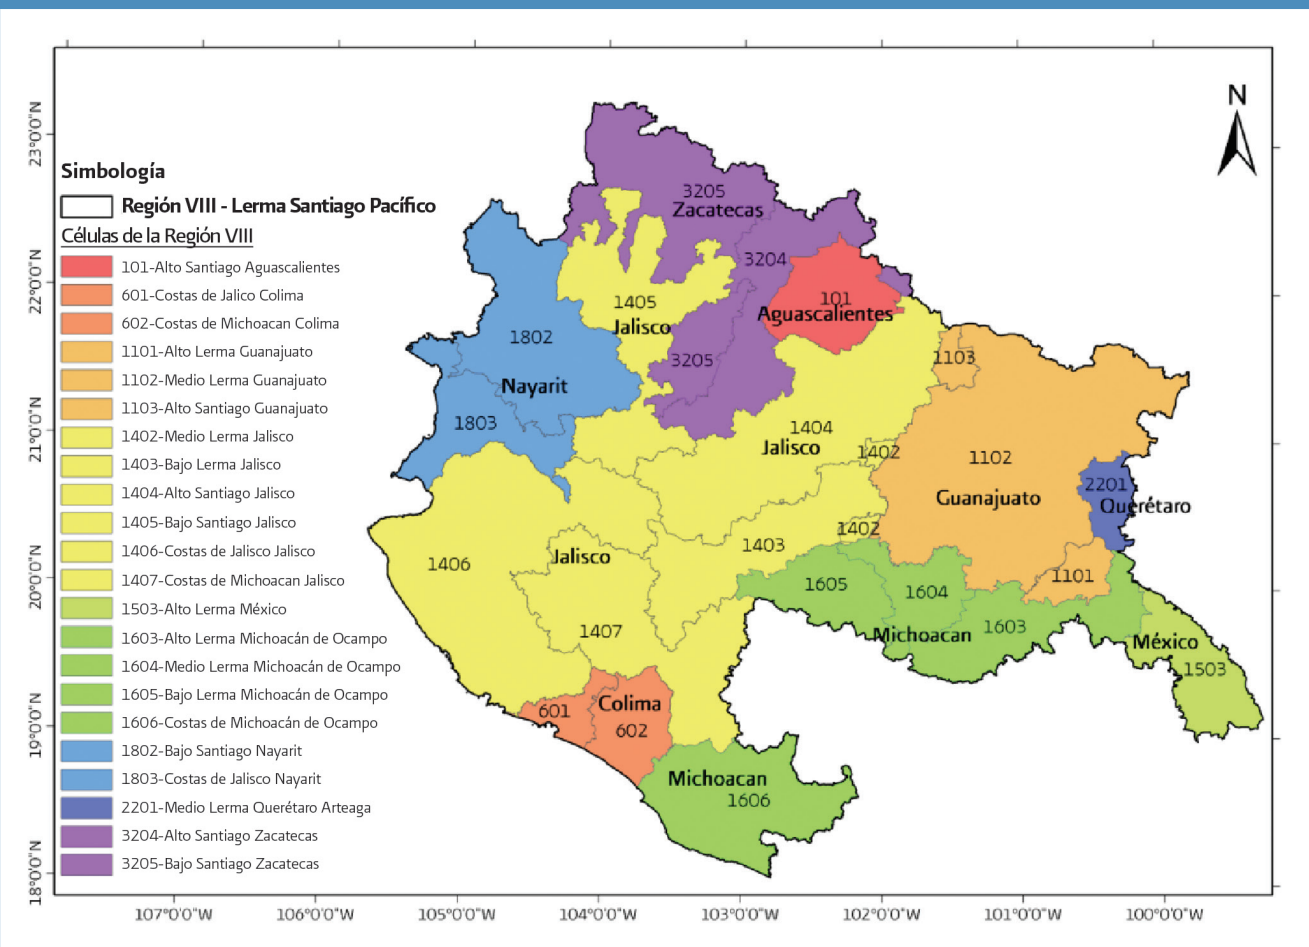 N
23°0'0"N
22°0'0"N
21°0'0"N
20°0'0"N
19°0'0"N
18°0'0"N
Simbología
Región VIII - Lerma Santiago Pacífico
Células de la Región VIII
101-Alto Santiago Aguascalientes
601-Costas de Jalico Colima
602-Costas de Michoacan Colima
1101-Alto Lerma Guanajuato
1102-Medio Lerma Guanajuato
1103-Alto Santiago Guanajuato
1402-Medio Lerma Jalisco
1403-Bajo Lerma Jalisco
1404-Alto Santiago Jalisco
1405-Bajo Santiago Jalisco
1406-Costas de Jalisco Jalisco
1407-Costas de Michoacan Jalisco
1503-Alto Lerma México
1603-Alto Lerma Michoacán de Ocampo
1604-Medio Lerma Michoacán de Ocampo
1605-Bajo Lerma Michoacán de Ocampo
1606-Costas de Michoacán de Ocampo
1802-Bajo Santiago Nayarit
1803-Costas de Jalisco Nayarit
2201-Medio Lerma Querétaro Arteaga
3204-Alto Santiago Zacatecas
3205-Bajo Santiago Zacatecas
3205
Zacatecas
3204
101
Aguascalientes
1405
Jalisco
1802
3205
1103
Nayarit
1803
1404
Jalisco
1402
1102
2201
Guanajuato
Querétaro
1402
1403
Jalisco
1406
1101
1605
1604
1407
1603
Michoacan
México
1503
Colima
601
602
Michoacan
1606
107°0'0"W 106°0'0"W 105°0'0"W 104°0'0"W 103°0'0"W 102°0'0"W 101°0'0"W 100°0'0"W